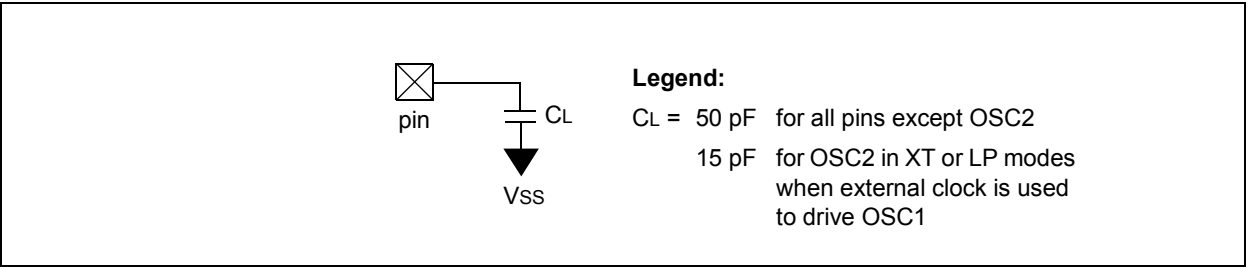 Legend:
pin
CL
CL = 50 pF for all pins except OSC2
15 pF for OSC2 in XT or LP modes
when external clock is used
to drive OSC1
VSS